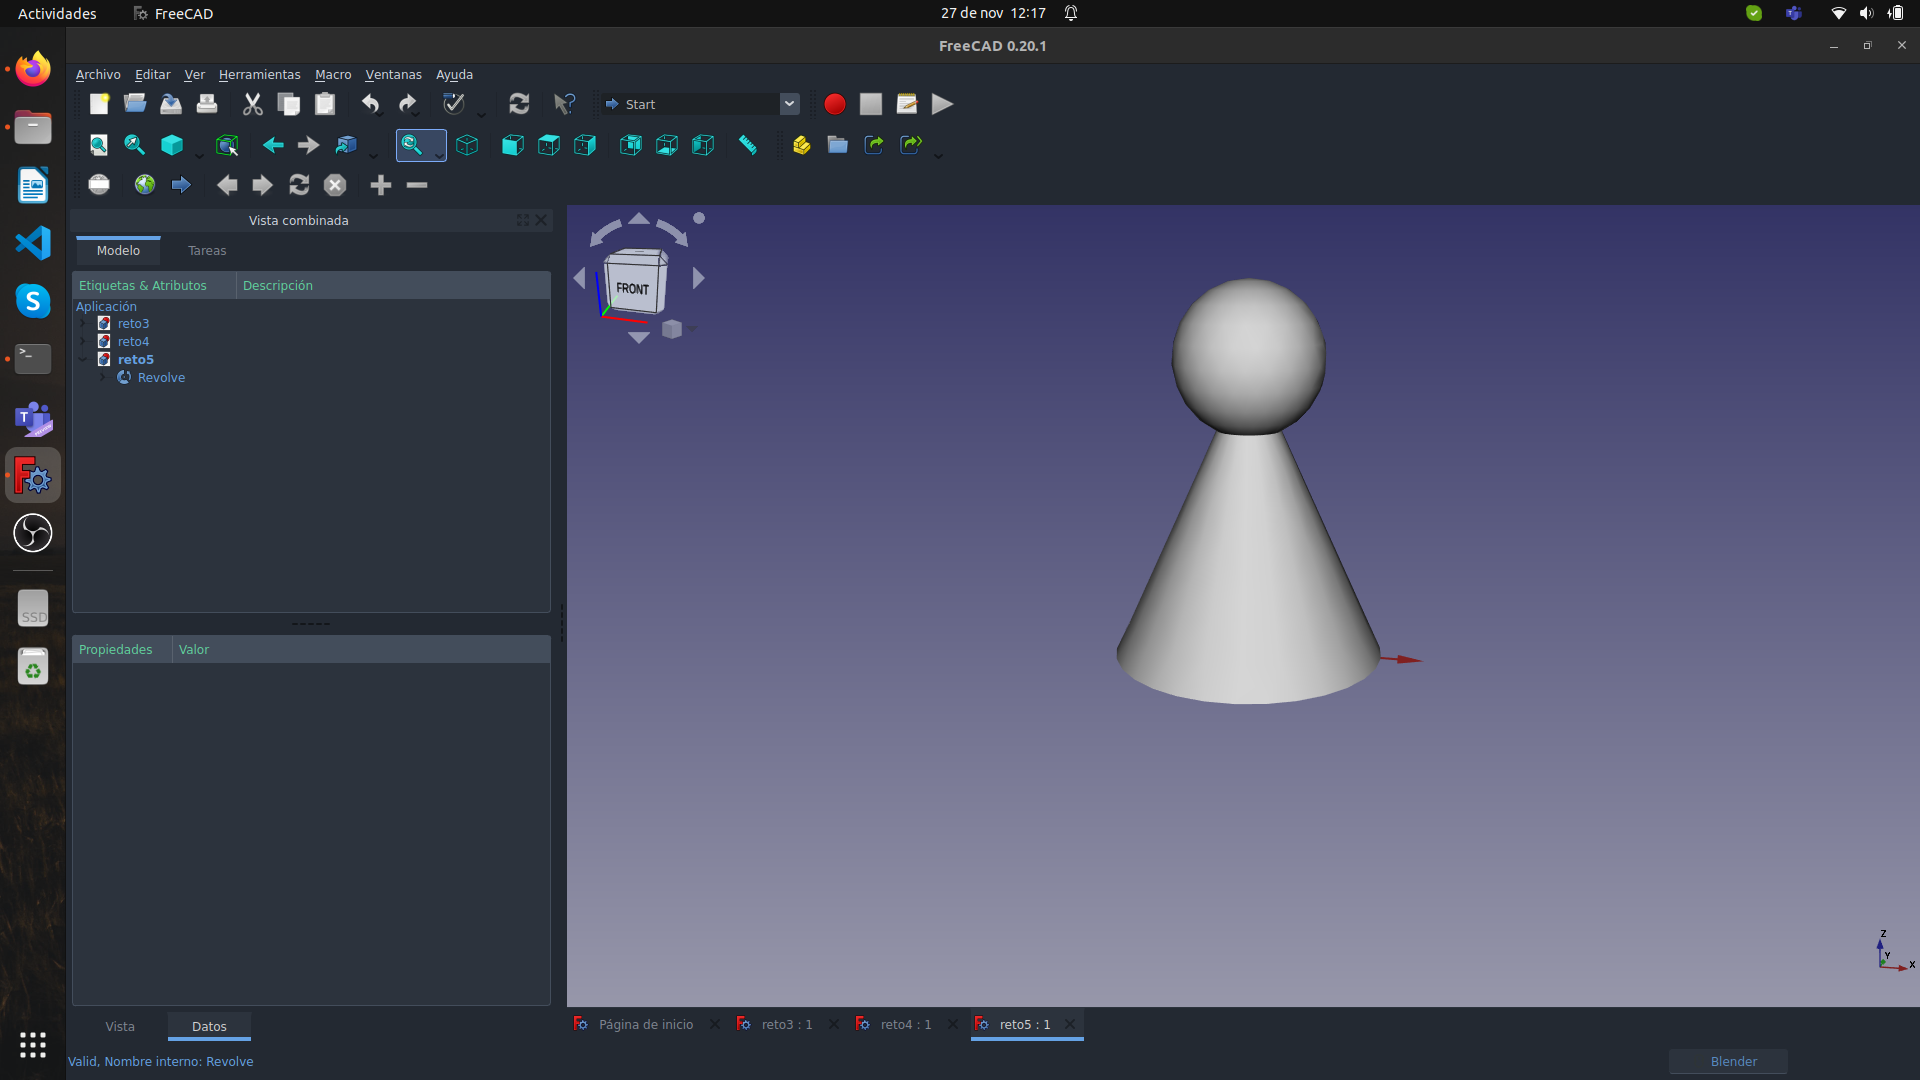 Actividades FreeCAD 27 de nov 12:17
FreeCAD 0.20.1
Archivo Editar Ver Herramientas Macro Ventanas Ayuda
Start
Vista combinada
Modelo Tareas
Etiquetas & Atributos Descripción
Aplicación
reto3
reto4
reto5
Revolve
FRONT
SSD
Propiedades Valor
Z
Y
X
Vista Datos
Página de inicio reto3 : 1 reto4 : 1 reto5 : 1
Valid, Nombre interno: Revolve
Blender